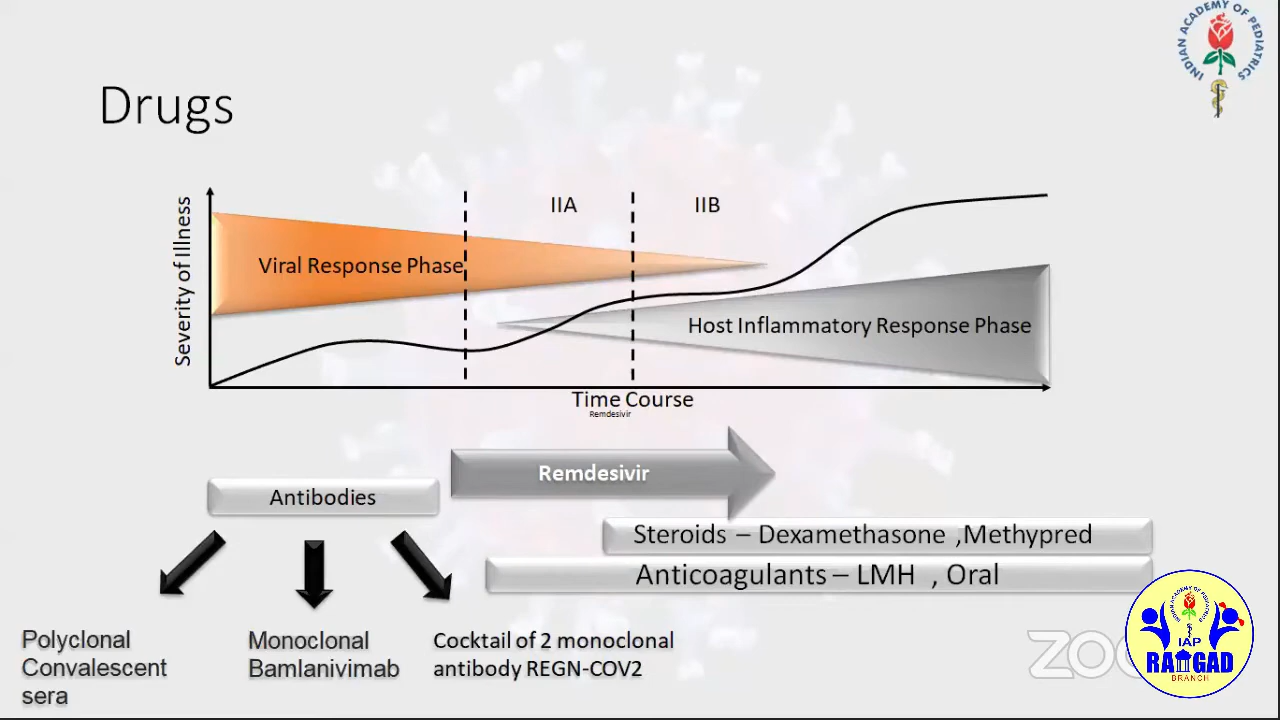 INDIAN ACADEMY OF PEDIATRICS
Drugs
Severity of Illness
IIA
IIB
Viral Response Phase
Host Inflammatory Response Phase
Time Course
Remdesivir
Remdesivir
Antibodies
Steroids – Dexamethasone ,Methypred
Anticoagulants – LMH , Oral
Polyclonal
Convalescent
sera
Monoclonal
Bamlanivimab
Cocktail of 2 monoclonal
antibody REGN-COV2
IAP
RAIGAD
BRANCH